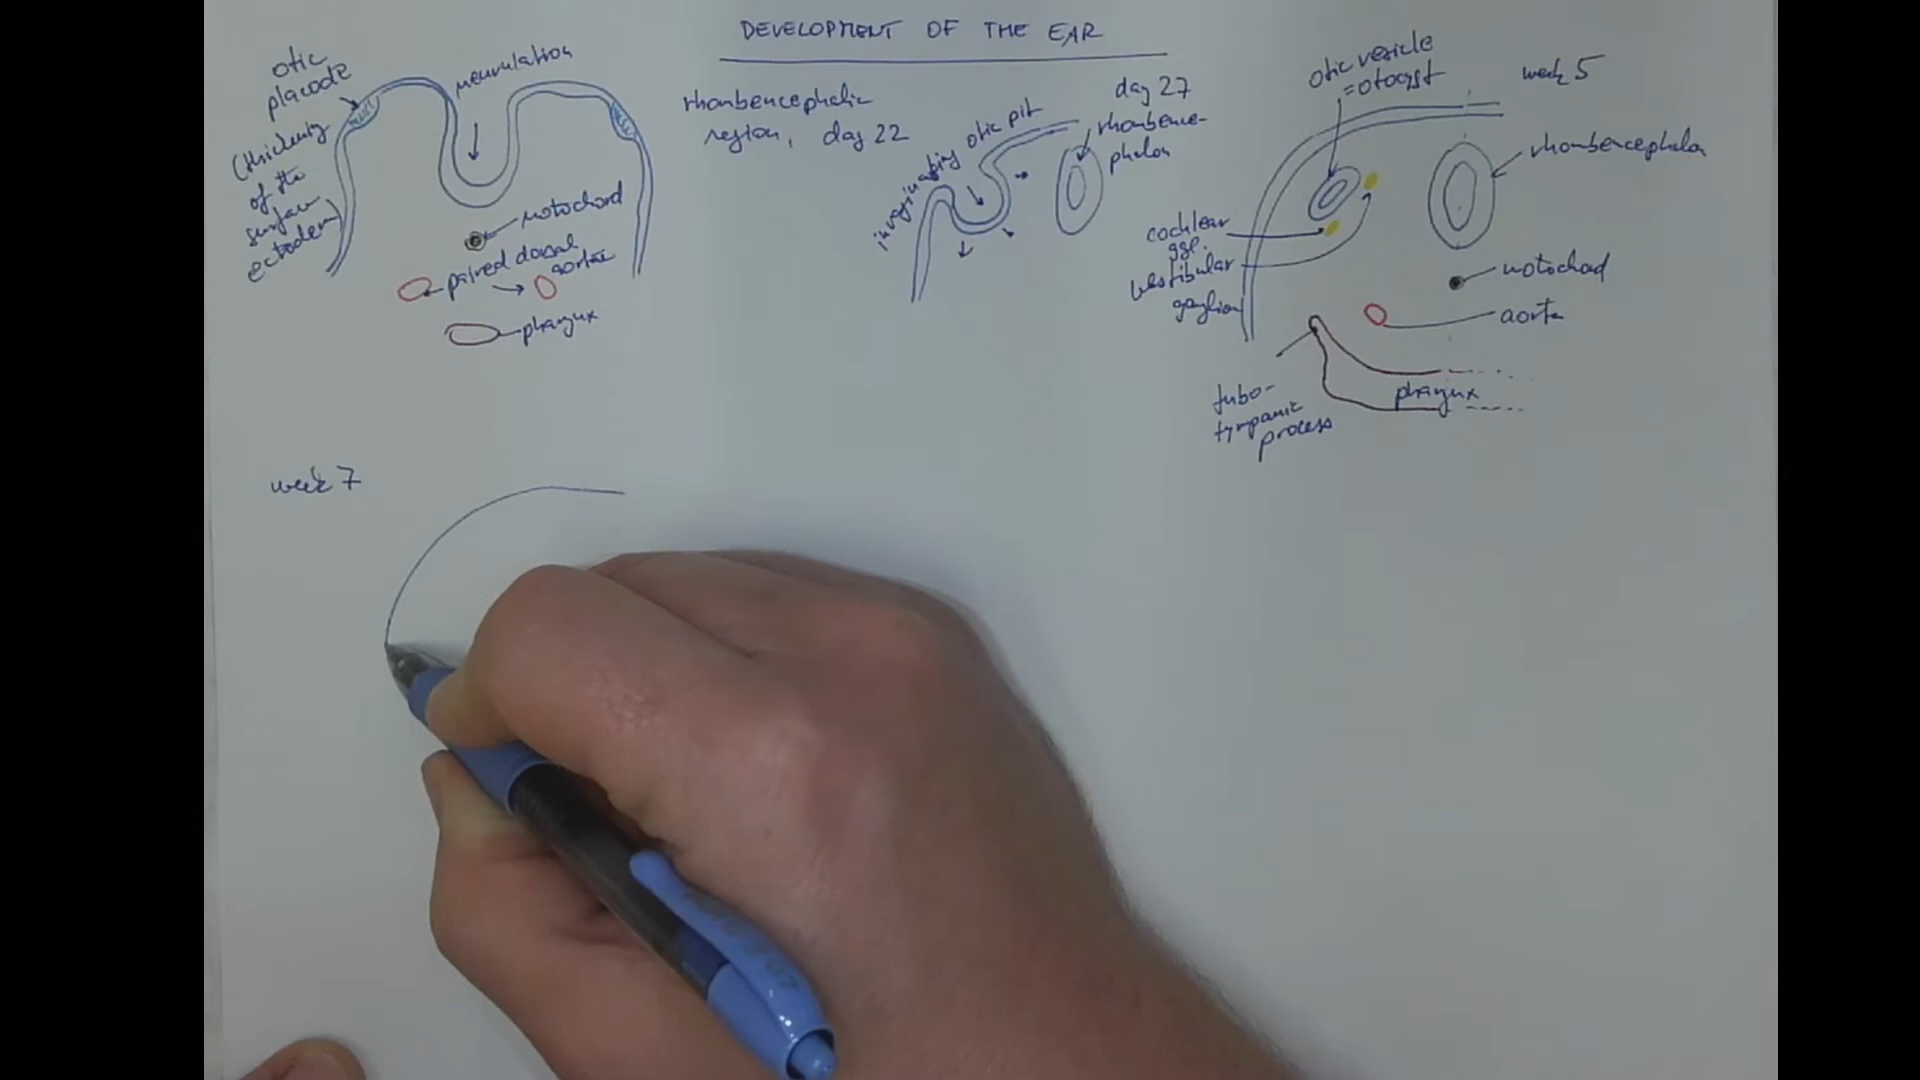 DEVELOPMENT OF THE EAR
otic
placode
(thickening
of the
surface
ectoderm)
neurulation
notochord
paired dorsal
aortae
pharynx
rhombencephalic
region, day 22
invaginating otic pit
day 27
rhombence-
phalon
otic vesicle
=otocyst
week 5
rhombencephalon
cochlear
ggl.
vestibular
ganglion
notochord
aorta
tubo-
tympanic
process
pharynx
week 7